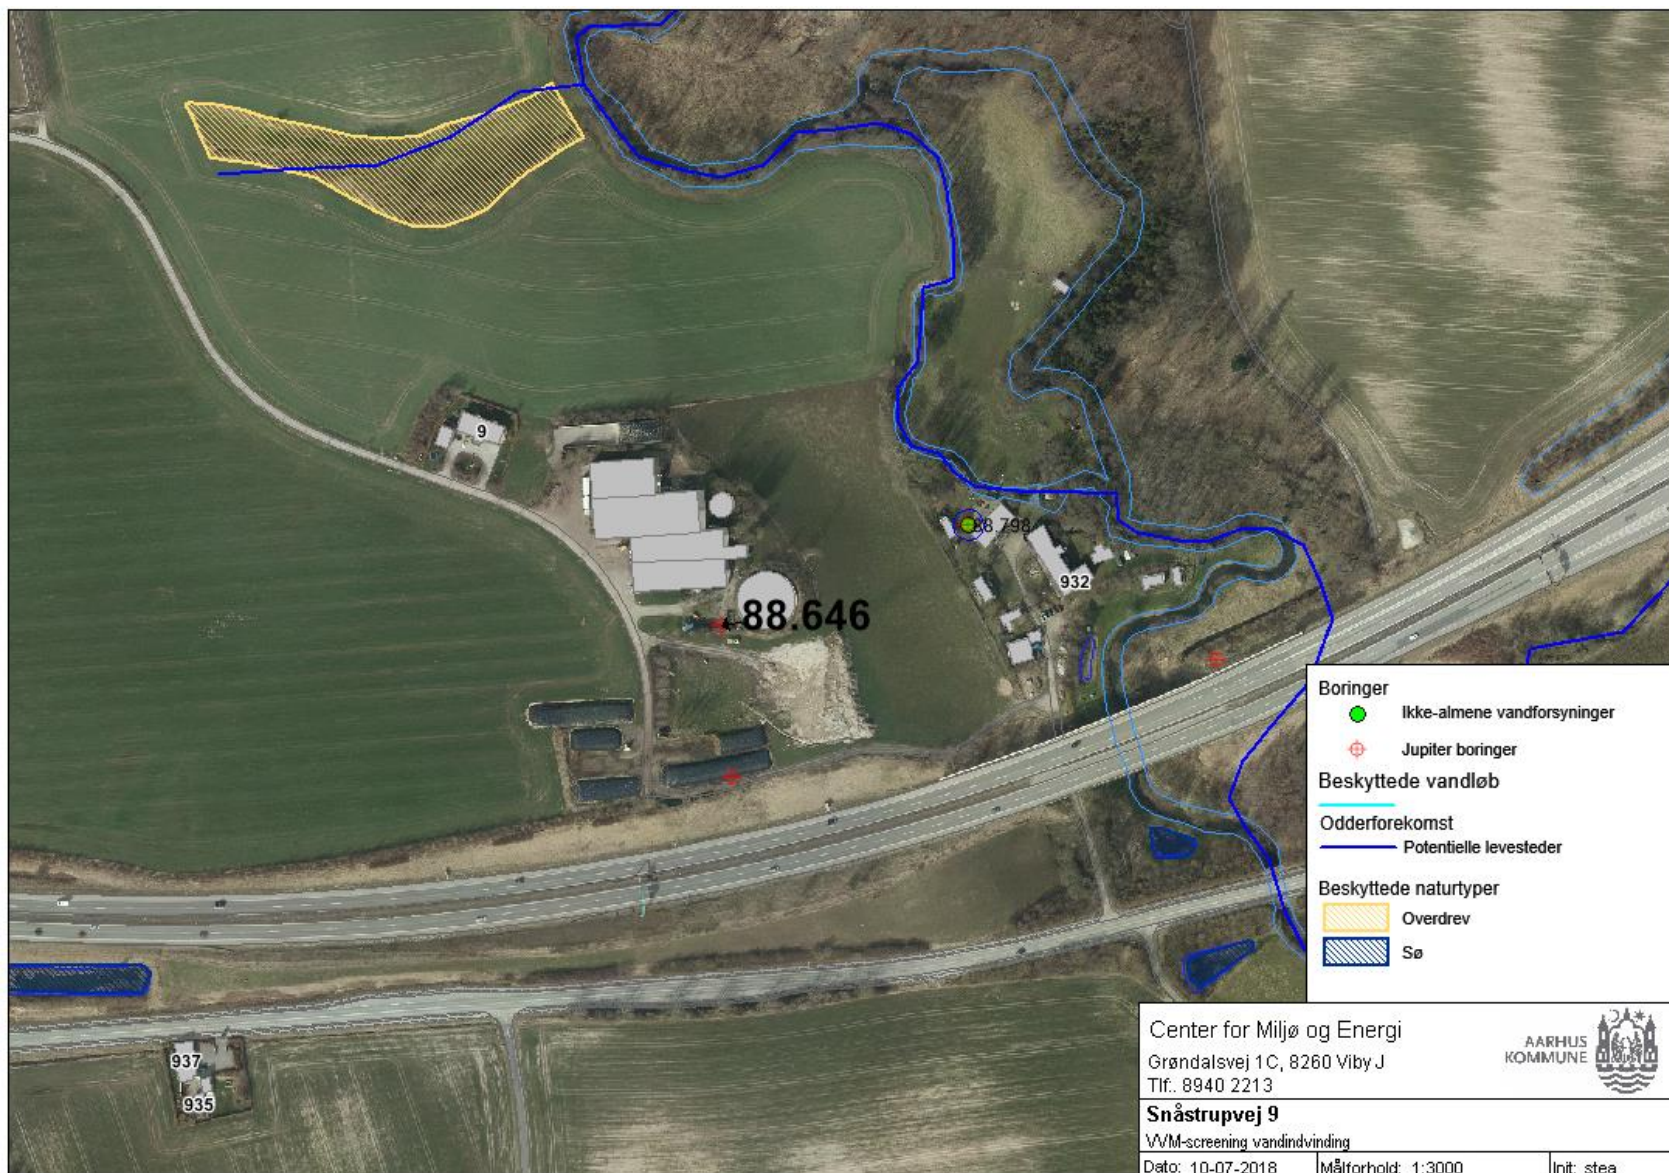 9
88.798
932
88.646
937
935
Boringer
Ikke-almene vandforsyninger
Jupiter boringer
Beskyttede vandløb
Odderforekomst
Potentielle levesteder
Beskyttede naturtyper
Overdrev
Sø
Center for Miljø og Energi
Grøndalsvej 1C, 8260 Viby J
Tlf.: 8940 2213
AARHUS
KOMMUNE
Snåstrupvej 9
VVM-screening vandindvinding
Dato: 10-07-2018
Målforhold: 1:3000
Init: stea